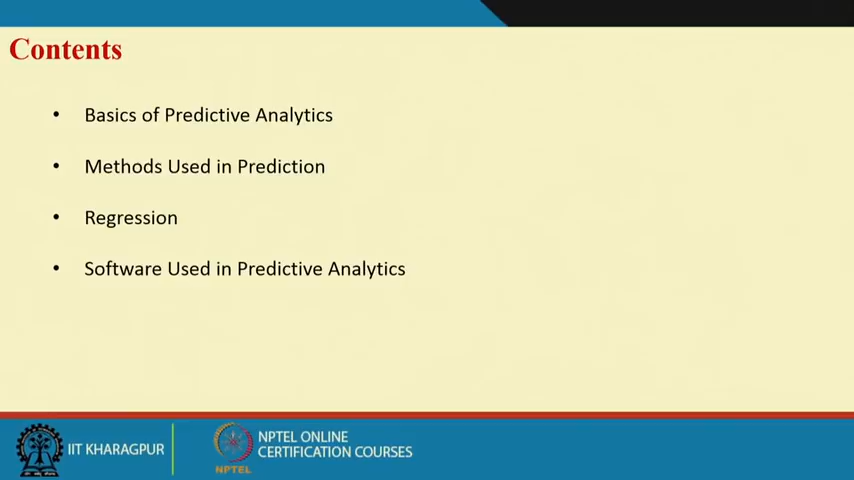 Contents
• Basics of Predictive Analytics
• Methods Used in Prediction
• Regression
• Software Used in Predictive Analytics
IIT KHARAGPUR
NPTEL
NPTEL ONLINE
CERTIFICATION COURSES